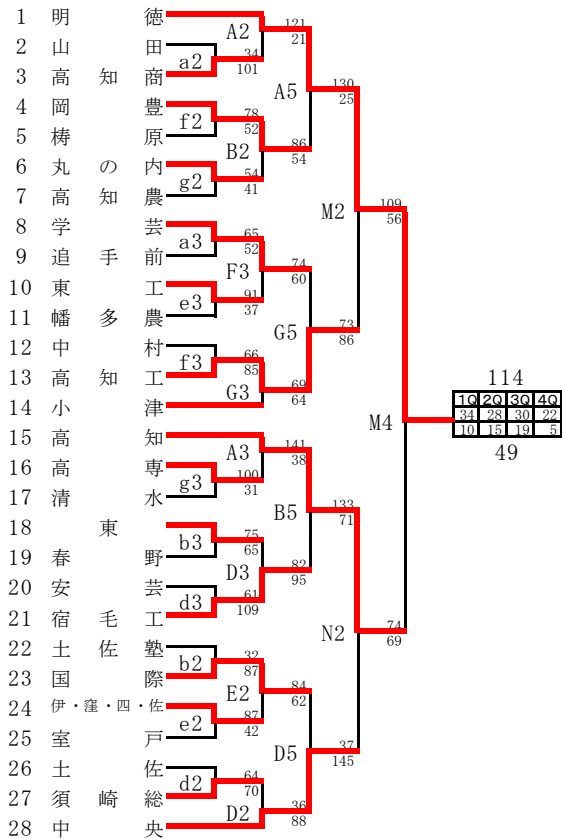 1 明徳
2 山田
3 高知商
4 岡豊
5 梼原
6 丸の内
7 高知農
8 学芸
9 追手前
10 東工
11 幡多農
12 中村
13 高知工
14 小津
15 高知
16 高専
17 清水
18 東
19 春野
20 安芸
21 宿毛工
22 土佐塾
23 国際
24 伊・窪・四・佐
25 室戸
26 土佐
27 須崎総
28 中央
a2
f2
g2
a3
e3
f3
g3
b3
d3
b2
e2
d2
34
101
78
52
54
41
65
52
91
37
66
85
100
31
75
65
61
109
32
87
87
42
64
70
A2
B2
F3
G3
A3
D3
E2
D2
121
21
86
54
74
60
69
64
141
38
82
95
84
62
36
88
A5
G5
B5
D5
130
25
73
86
133
71
37
145
M2
N2
109
56
74
69
M4
114
1Q 2Q 3Q 4Q
34 28 30 22
10 15 19 5
49